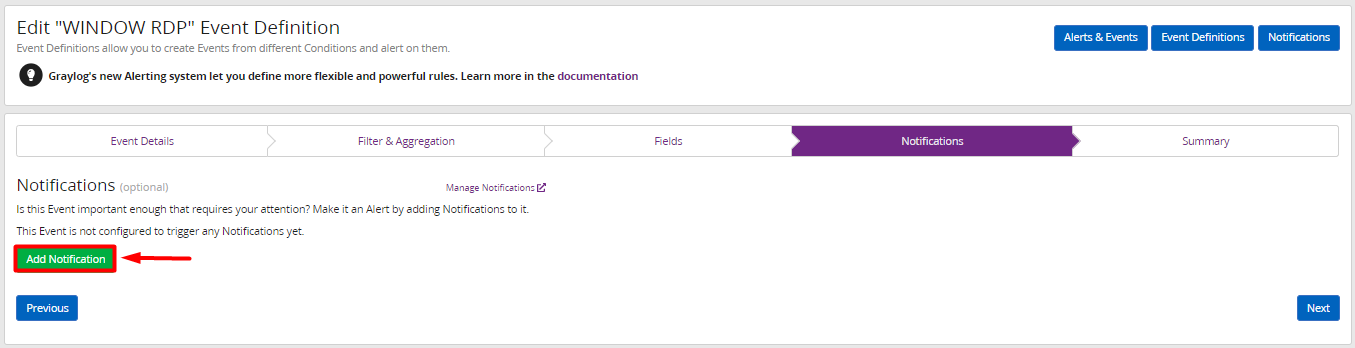 Edit "WINDOW RDP" Event Definition
Event Definitions allow you to create Events from different Conditions and alert on them.
Alerts & Events
Event Definitions
Notifications
Graylog's new Alerting system let you define more flexible and powerful rules. Learn more in the documentation
Event Details
Filter & Aggregation
Fields
Notifications
Summary
Notifications (optional)
Manage Notifications
Is this Event important enough that requires your attention? Make it an Alert by adding Notifications to it.
This Event is not configured to trigger any Notifications yet.
Add Notification
Previous
Next